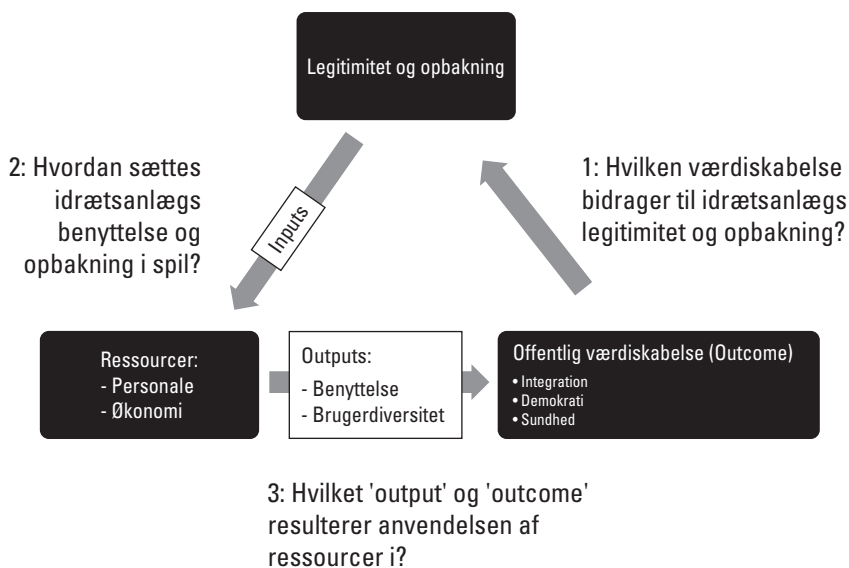 Legitimitet og opbakning
2: Hvordan sættes
idrætsanlægs
benyttelse og
opbakning i spil?
Inputs
1: Hvilken værdiskabelse
bidrager til idrætsanlægs
legitimitet og opbakning?
Ressourcer:
- Personale
- Økonomi
Outputs:
- Benyttelse
- Brugerdiversitet
Offentlig værdiskabelse (Outcome)
• Integration
• Demokrati
• Sundhed
3: Hvilket 'output' og 'outcome'
resulterer anvendelsen af
ressourcer i?